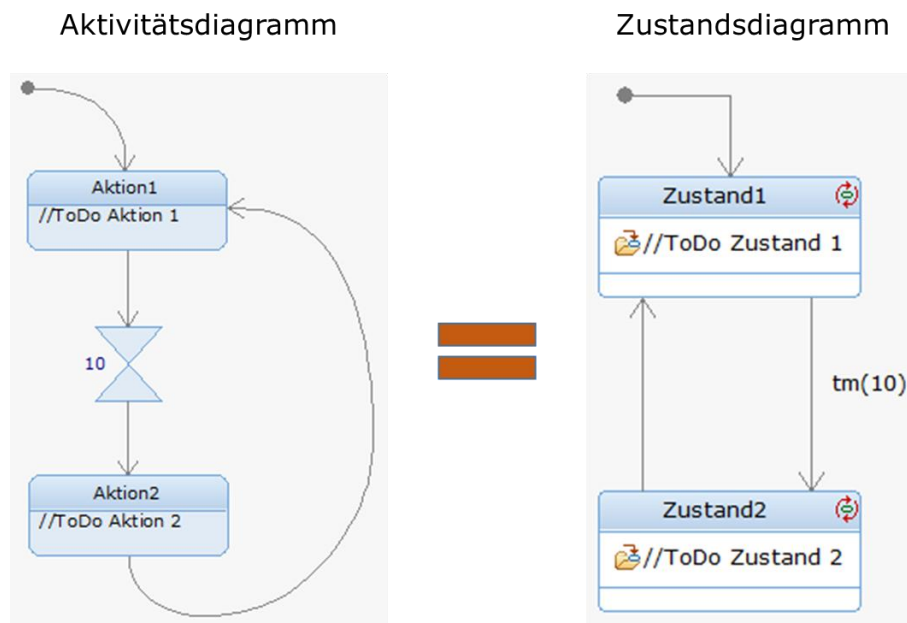 Aktivitätsdiagramm
Zustandsdiagramm
Aktion1
//ToDo Aktion 1
10
Aktion2
//ToDo Aktion 2
Zustand1
//ToDo Zustand 1
tm(10)
Zustand2
//ToDo Zustand 2